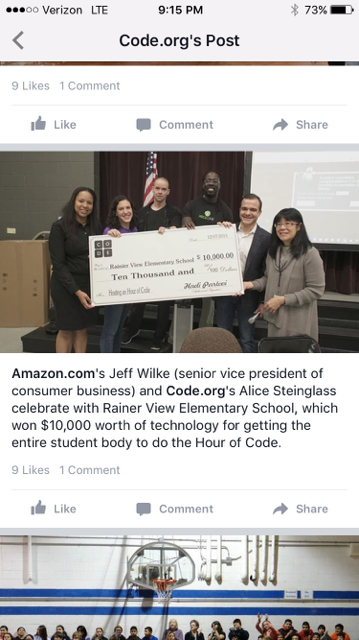 Verizon LTE 9:15 PM 73%
Code.org's Post
9 Likes 1 Comment
Like Comment Share
CO
DE
Rainer View Elementary School $ 10,000.00
Ten Thousand and
Hosting an Hour of Code!
Amazon.com's Jeff Wilke (senior vice president of
consumer business) and Code.org's Alice Steinglass
celebrate with Rainer View Elementary School, which
won $10,000 worth of technology for getting the
entire student body to do the Hour of Code.
9 Likes 1 Comment
Like Comment Share